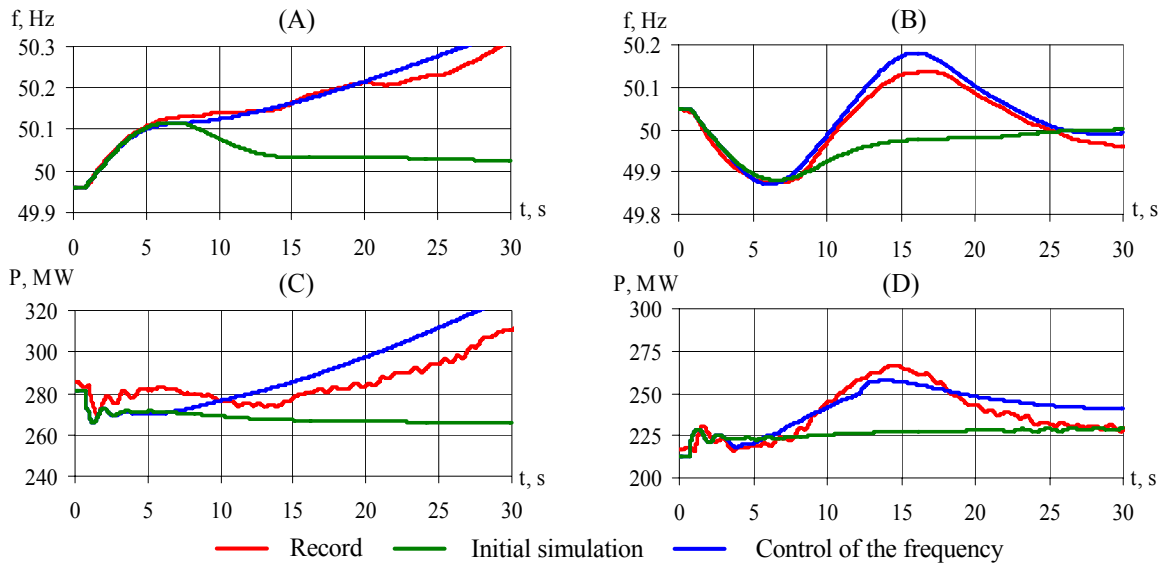 f, Hz (A) f, Hz (B)
50.3 50.2
50.2 50.1
50.1 50
50 49.9
49.9 t, s 49.8 t, s
0 5 10 15 20 25 30 0 5 10 15 20 25 30
P, MW (C) P, MW (D)
320 300
300 275
280 250
260 225
240 t, s 200 t, s
0 5 10 15 20 25 30 0 5 10 15 20 25 30
Record Initial simulation Control of the frequency